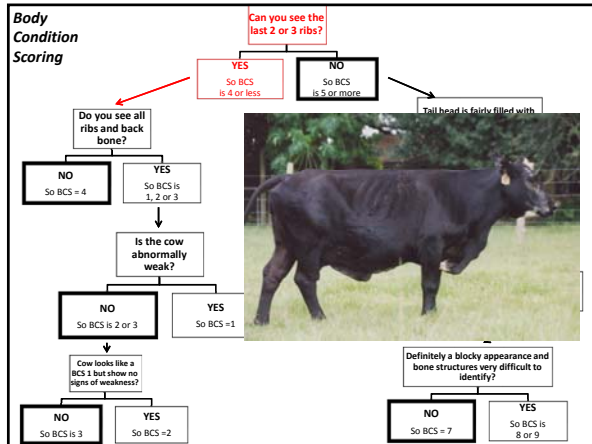 Body
Condition
Scoring
Can you see the
last 2 or 3 ribs?
YES
So BCS
is 4 or less
NO
So BCS
is 5 or more
Do you see all
ribs and back
bone?
Tail head is fairly filled with
NO
So BCS = 4
YES
So BCS is
1, 2 or 3
Is the cow
abnormally
weak?
NO
So BCS is 2 or 3
YES
So BCS =1
Cow looks like a
BCS 1 but show no
signs of weakness?
Definitely a blocky appearance and
bone structures very difficult to
identify?
NO
So BCS is 3
YES
So BCS =2
NO
So BCS = 7
YES
So BCS is
8 or 9